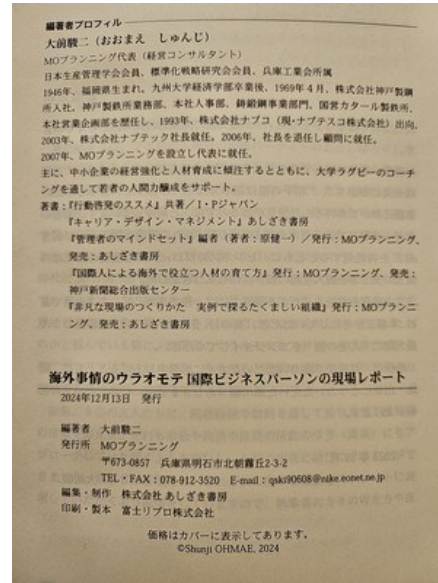 編著者プロフィール
大前駿二（おおまえ　しゅんじ）
MOプランニング代表（経営コンサルタント）
日本生産管理学会会員、標準化戦略研究会会員、兵庫工業会所属
1946年、福岡県生まれ。九州大学経済学部卒業後、1969年4月、株式会社神戸製鋼
所入社、神戸製鉄所業務部、本社人事部、鋳鍛鋼事業部門、国営カタール製鉄所、
本社営業企画部を歴任し、1993年、株式会社ナブコ（現・ナブテスコ株式会社）出向、
2003年、株式会社ナブテック社長就任。2006年、社長を退任し顧問に就任。
2007年、MOプランニングを設立し代表に就任。
主に、中小企業の経営強化と人材育成に傾注するとともに、大学ラグビーのコーチ
ングを通して若者の人間力醸成をサポート。
著書：『行動啓発のススメ』共著／I・Pジャパン
『キャリア・デザイン・マネジメント』あしざき書房
『管理者のマインドセット』編者（著者：原健一）／発行：MOプランニング、
発売：あしざき書房
『国際人による海外で役立つ人材の育て方』発行：MOプランニング、発売：
神戸新聞総合出版センター
『非凡な現場のつくりかた　実例で探るたくましい組織』発行：MOプランニ
ング、発売：あしざき書房
海外事情のウラオモテ 国際ビジネスパーソンの現場レポート
2024年12月13日　発行
編著者　大前駿二
発行所　MOプランニング
〒673-0857　兵庫県明石市北朝霧丘2-3-2
TEL・FAX：078-912-3520　E-mail：qski90608@nike.eonet.ne.jp
編集・制作　株式会社 あしざき書房
印刷・製本　富士リプロ株式会社
価格はカバーに表示してあります。
©Shunji OHMAE, 2024